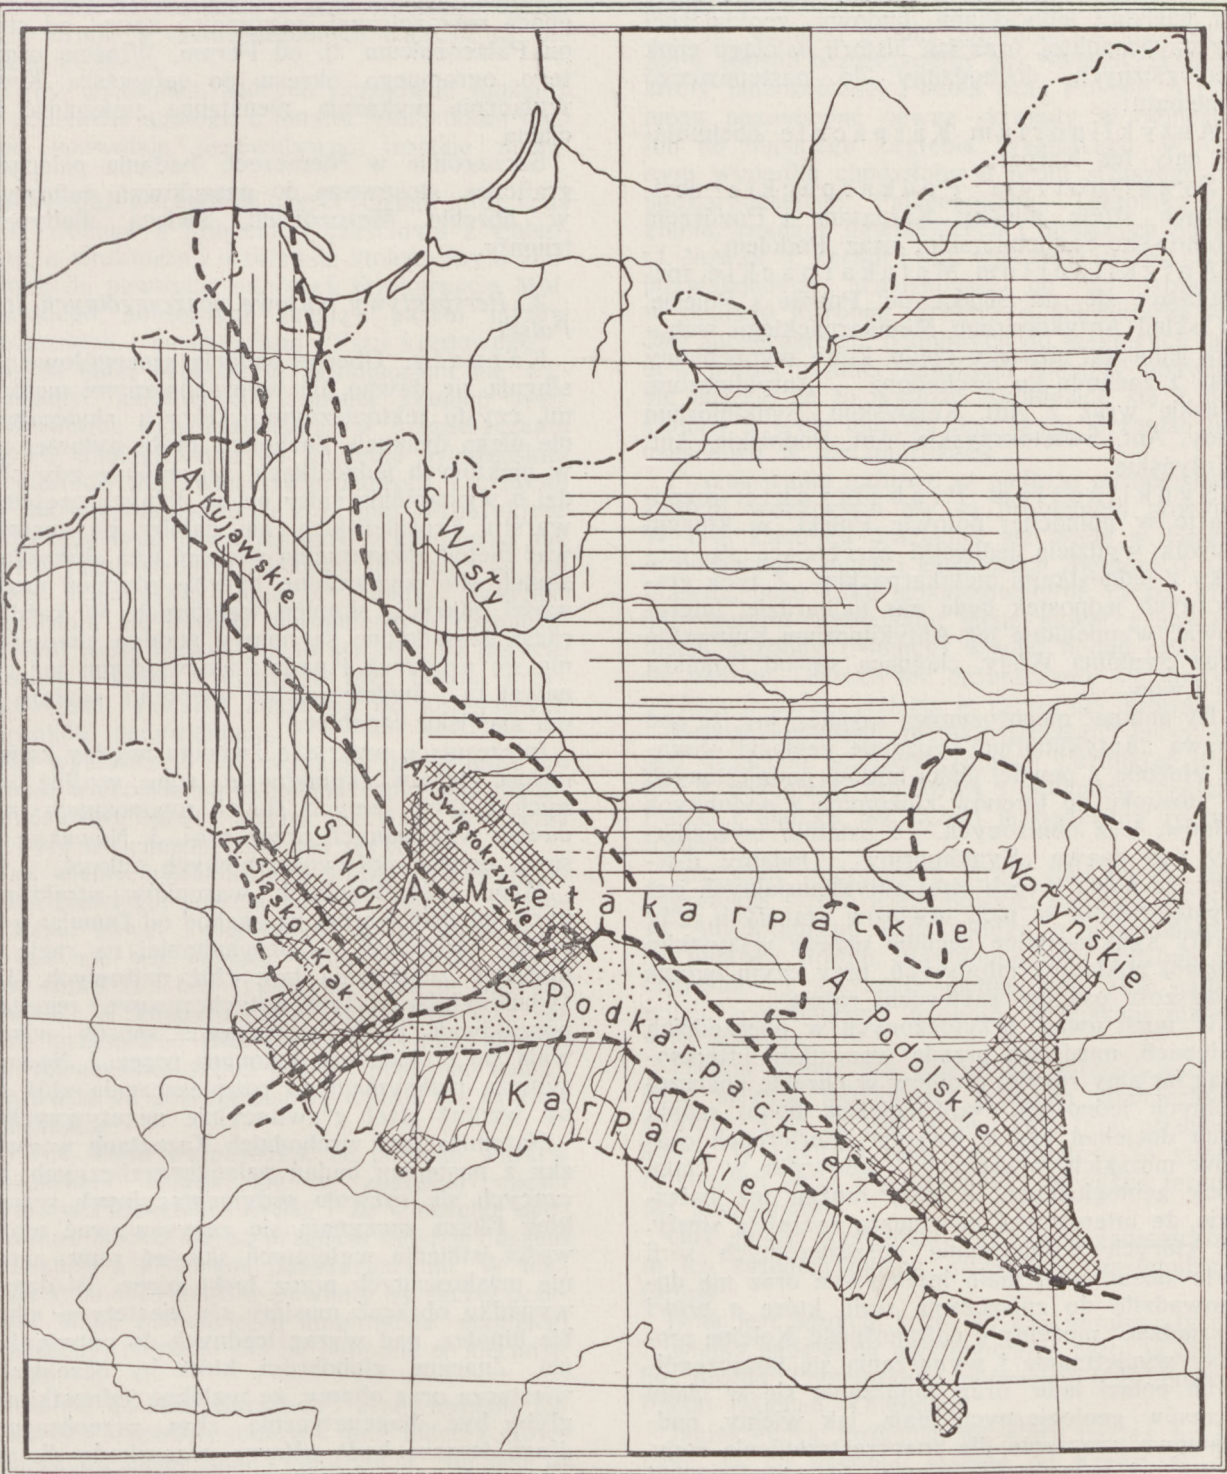 A. Kujawskie
S. Wisły
A. Świętokrzyskie
S. Nidy
A. Śląsko-Krak.
A. Metakarpackie
A. Wołyńskie
S. Podkarpackie
A. Podolskie
A. Karpackie